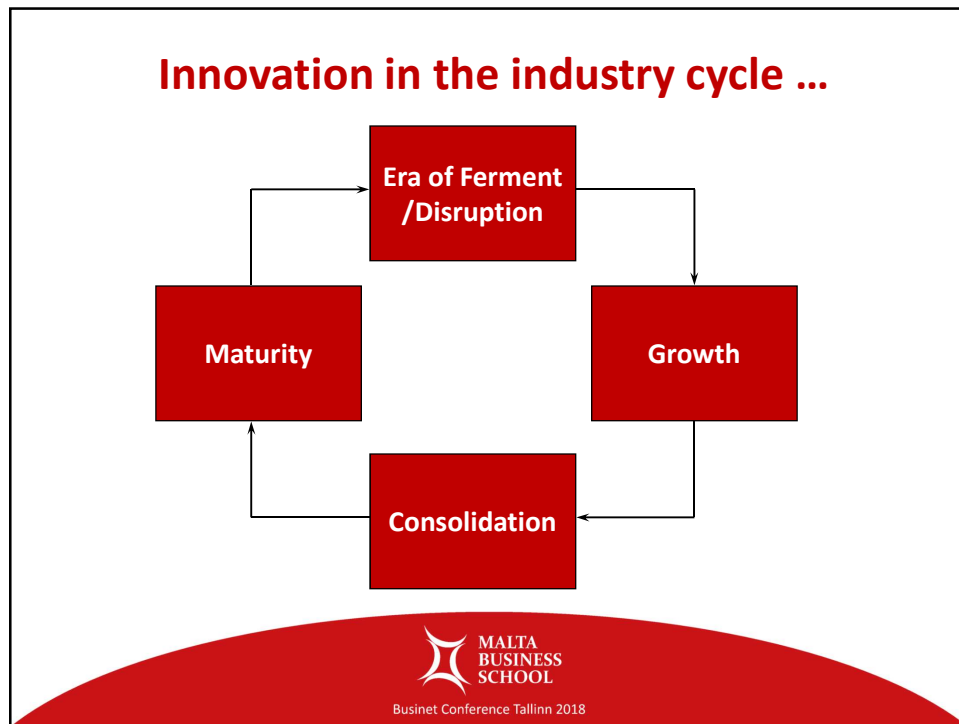 Innovation in the industry cycle …
Era of Ferment
/Disruption
Maturity
Growth
Consolidation
MALTA
BUSINESS
SCHOOL
Businet Conference Tallinn 2018